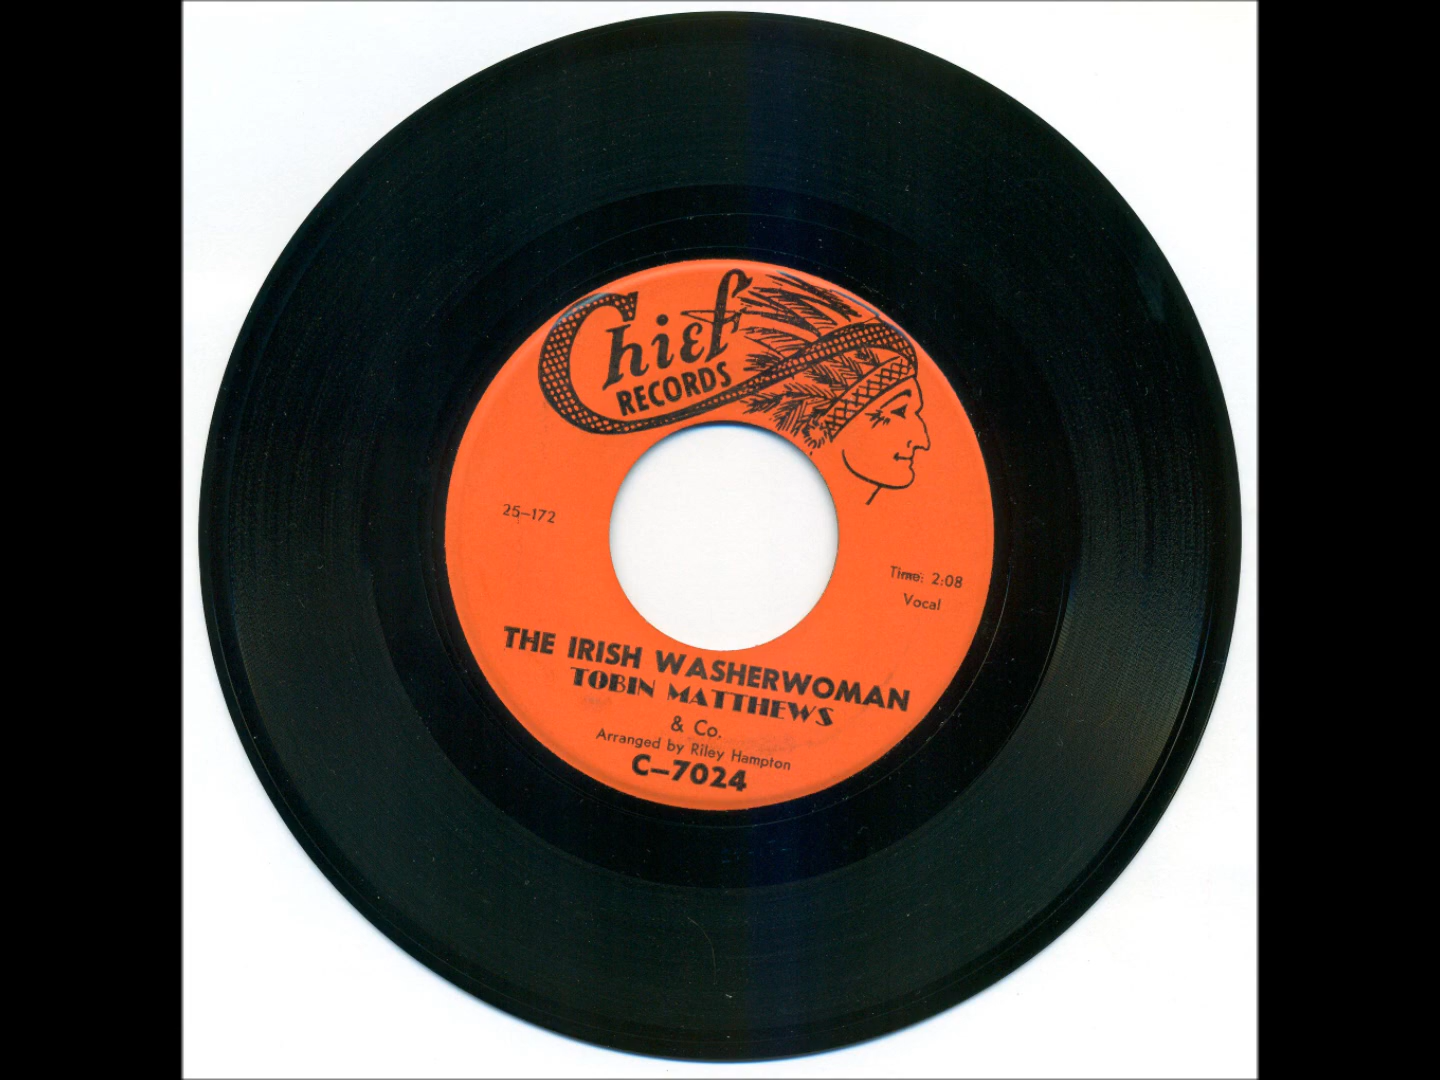 Chief
RECORDS
25-172
Time: 2:08
Vocal
THE IRISH WASHERWOMAN
TOBIN MATTHEWS
& Co.
Arranged by Riley Hampton
C-7024